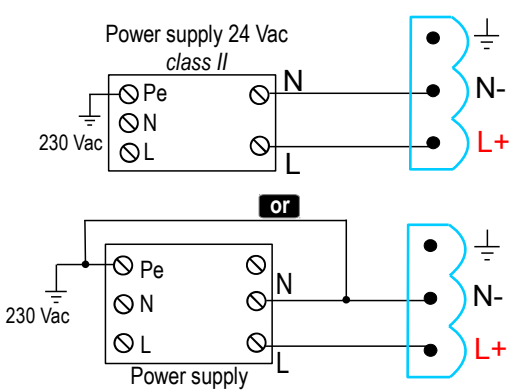 Power supply 24 Vac
class II
Pe N
N N-
230 Vac L L L+
or
Pe N
N N-
230 Vac
L L L+
Power supply